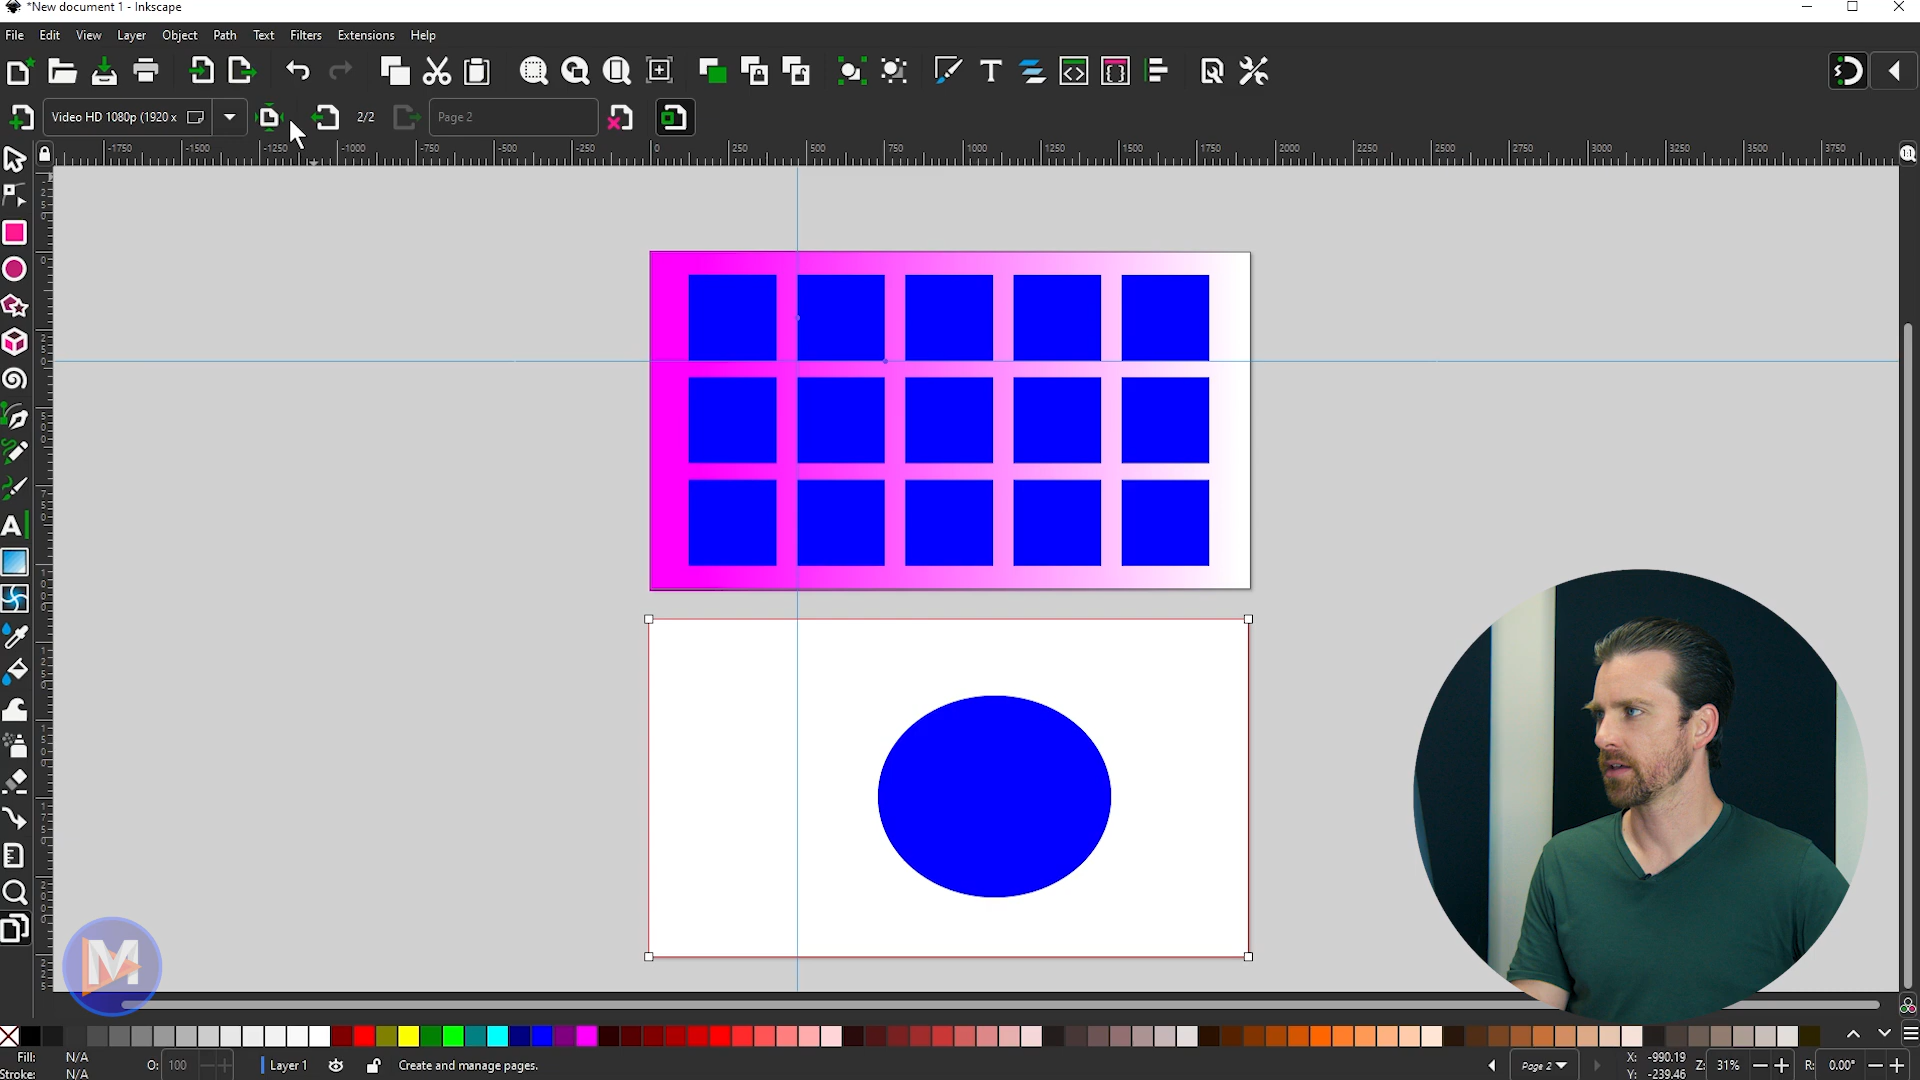 *New document 1 - Inkscape
File Edit View Layer Object Path Text Filters Extensions Help
Video HD 1080p (1920 x 2/2 Page 2
-1750 -1500 -1250 -1000 -750 -500 -250 0 250 500 750 1000 1250 1500 1750 2000 2250 2500 2750 3000 3250 3500 3750
M
Fill: N/A O: 100 Layer 1 Create and manage pages. Page 2 X: -990.19 Z: 31% R: 0.00°
Stroke: N/A Y: -239.46